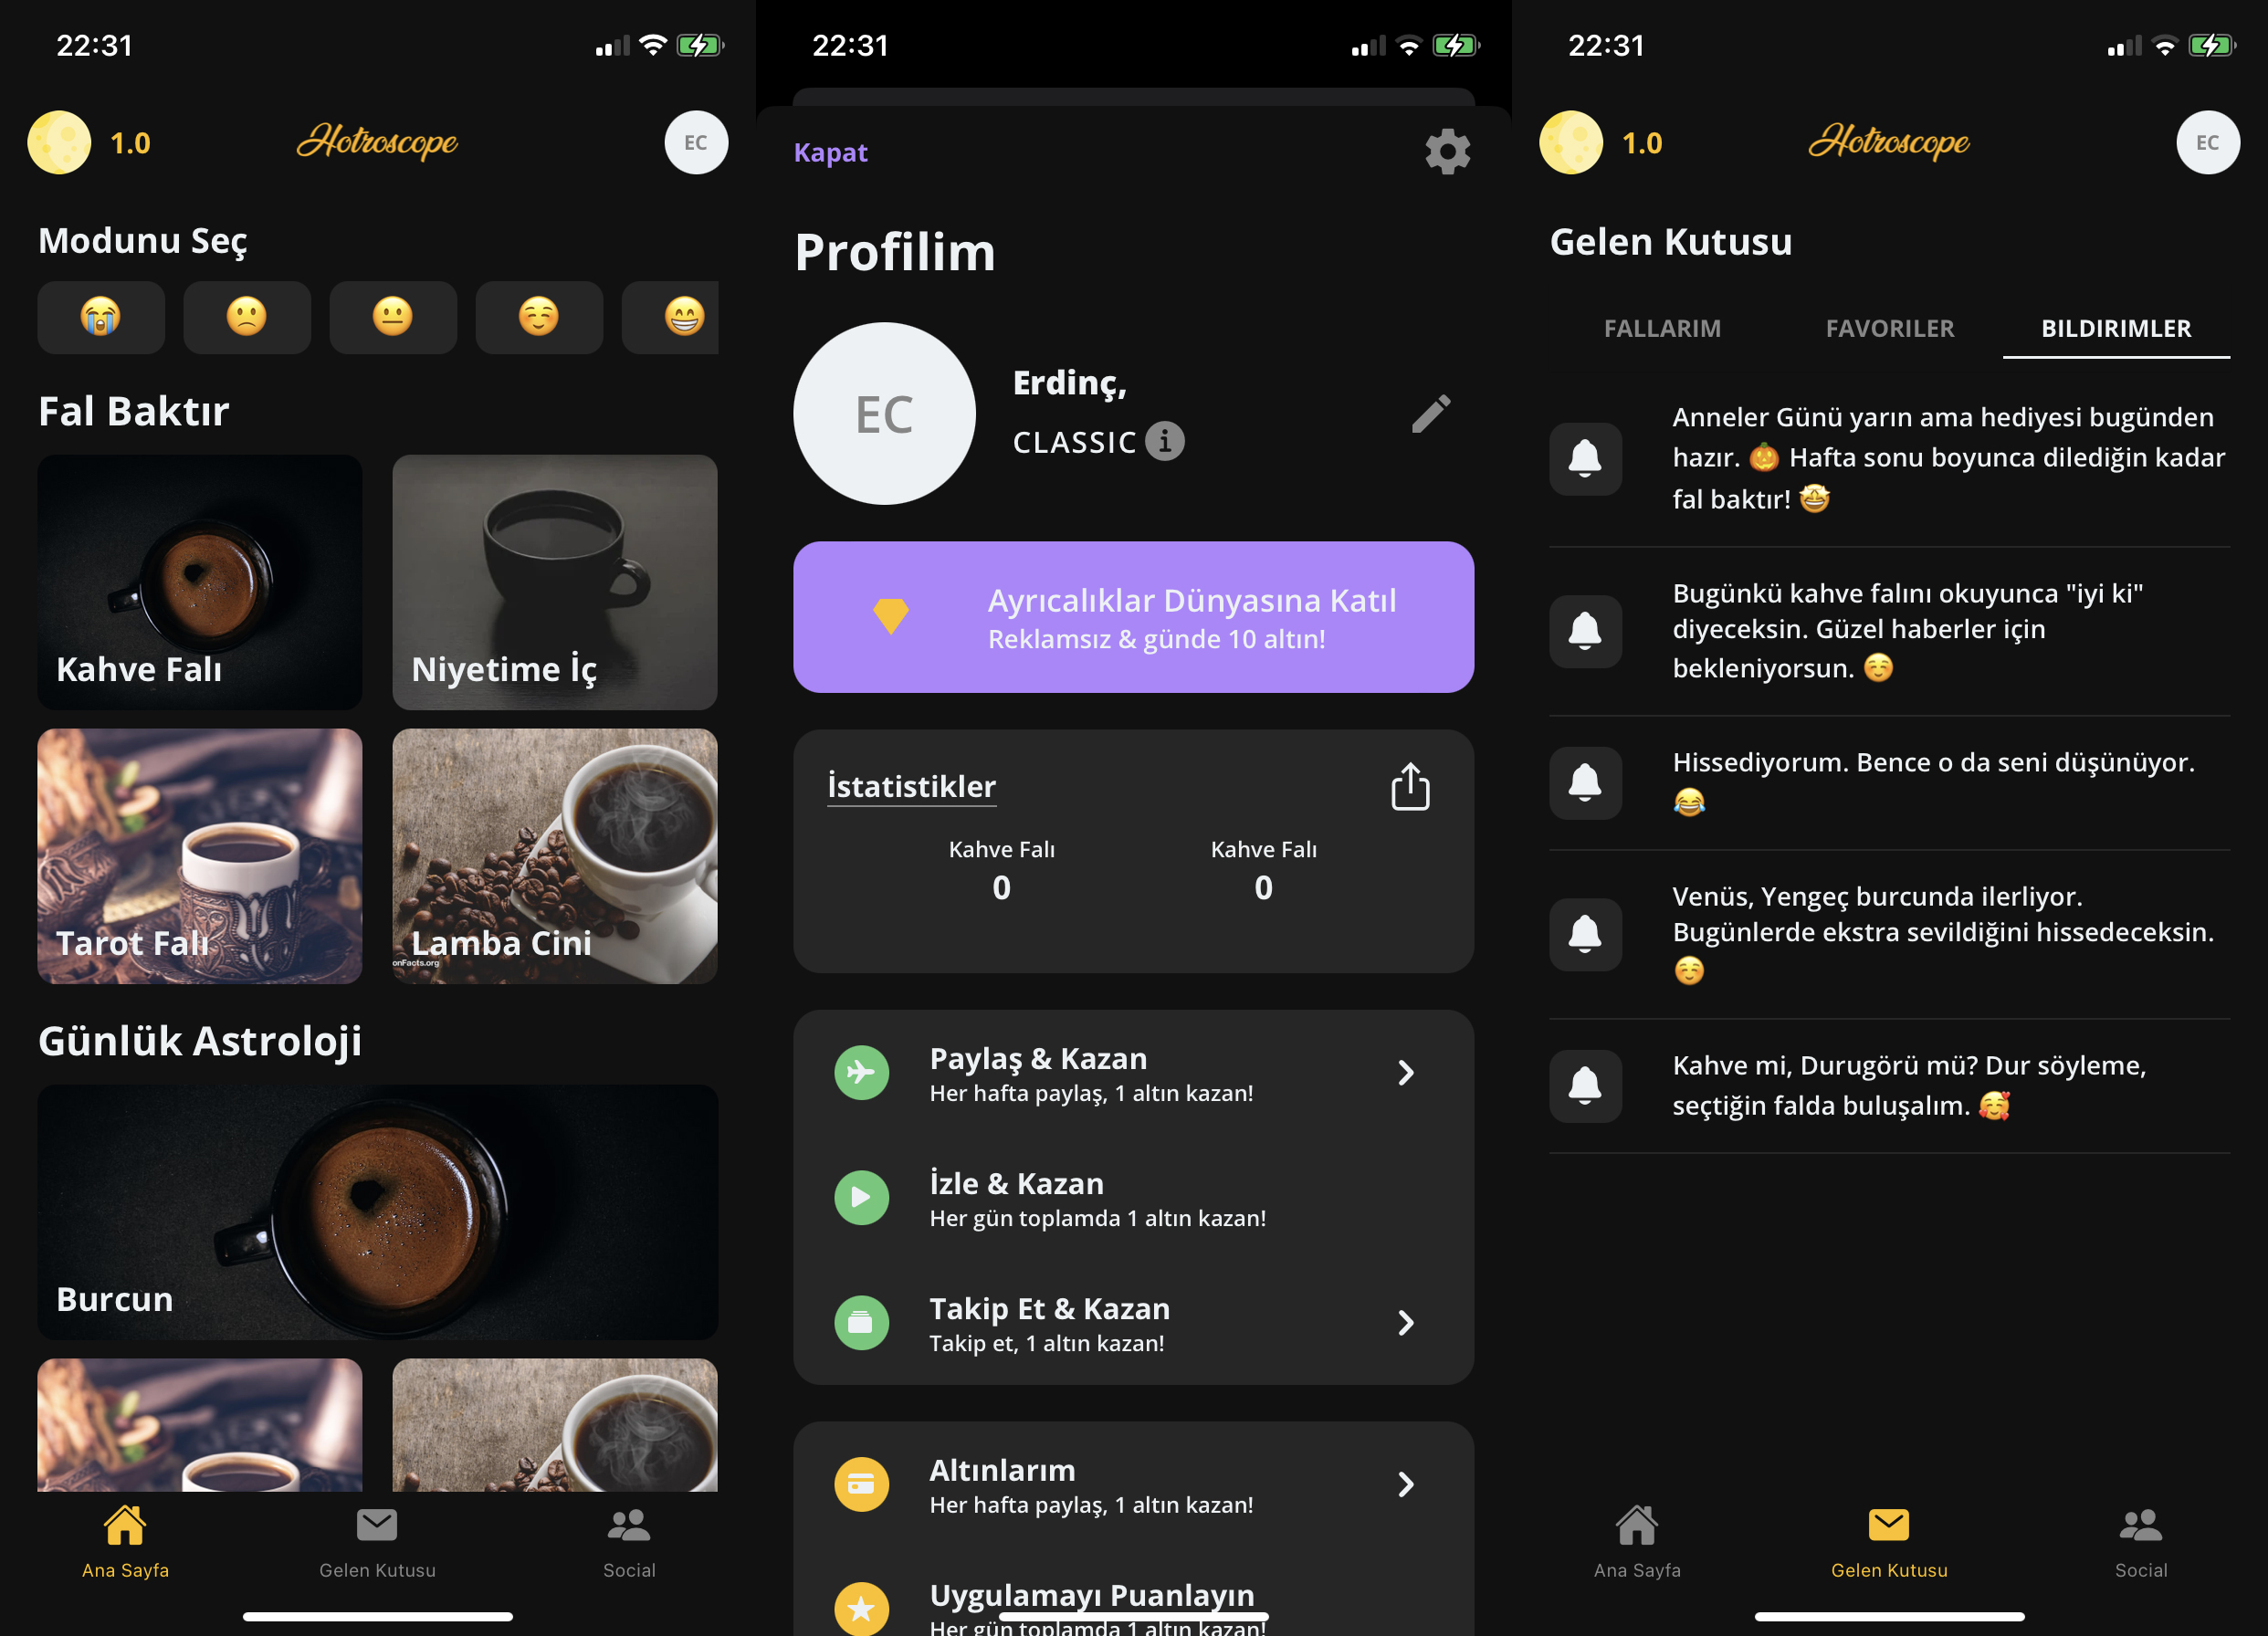 22:31
1.0
Hotroscope
EC
Modunu Seç
Fal Baktır
Kahve Falı
Niyetime İç
Tarot Falı
Lamba Cini
onFacts.org
Günlük Astroloji
Burcun
Ana Sayfa
Gelen Kutusu
Social
22:31
Kapat
Profilim
EC
Erdinç,
CLASSIC
Ayrıcalıklar Dünyasına Katıl
Reklamsız & günde 10 altın!
İstatistikler
Kahve Falı
0
Kahve Falı
0
Paylaş & Kazan
Her hafta paylaş, 1 altın kazan!
İzle & Kazan
Her gün toplamda 1 altın kazan!
Takip Et & Kazan
Takip et, 1 altın kazan!
Altınlarım
Her hafta paylaş, 1 altın kazan!
Uygulamayı Puanlayın
Her gün toplamda 1 altın kazan!
22:31
1.0
Hotroscope
EC
Gelen Kutusu
FALLARIM
FAVORILER
BILDIRIMLER
Anneler Günü yarın ama hediyesi bugünden
hazır. 🎃 Hafta sonu boyunca dilediğin kadar
fal baktır! 🤩
Bugünkü kahve falını okuyunca "iyi ki"
diyeceksin. Güzel haberler için
bekleniyorsun. ☺️
Hissediyorum. Bence o da seni düşünüyor.
😂
Venüs, Yengeç burcunda ilerliyor.
Bugünlerde ekstra sevildiğini hissedeceksin.
☺️
Kahve mi, Durugörü mü? Dur söyleme,
seçtiğin falda buluşalım. 🥰
Ana Sayfa
Gelen Kutusu
Social